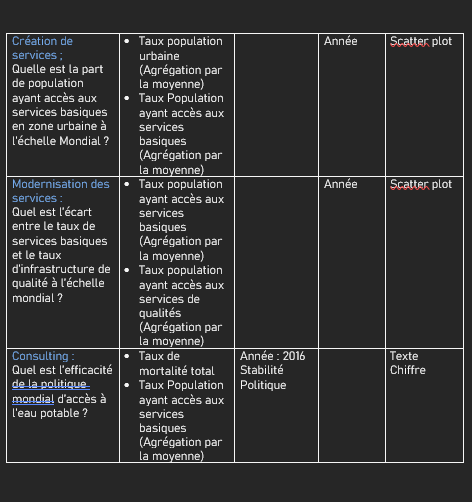 Création de
services ;
Quelle est la part
de population
ayant accès aux
services basiques
en zone urbaine à
l'échelle Mondial ?
• Taux population
urbaine
(Agrégation par
la moyenne)
• Taux Population
ayant accès aux
services
basiques
(Agrégation par
la moyenne)
Année
Scatter plot
Modernisation des
services :
Quel est l'écart
entre le taux de
services basiques
et le taux
d'infrastructure de
qualité à l'échelle
mondial ?
• Taux population
ayant accès aux
services
basiques
(Agrégation par
la moyenne)
• Taux population
ayant accès aux
services de
qualités
(Agrégation par
la moyenne)
Année
Scatter plot
Consulting :
Quel est l'efficacité
de la politique
mondial d'accès à
l'eau potable ?
• Taux de
mortalité total
• Taux Population
ayant accès aux
services
basiques
(Agrégation par
la moyenne)
Année : 2016
Stabilité
Politique
Texte
Chiffre